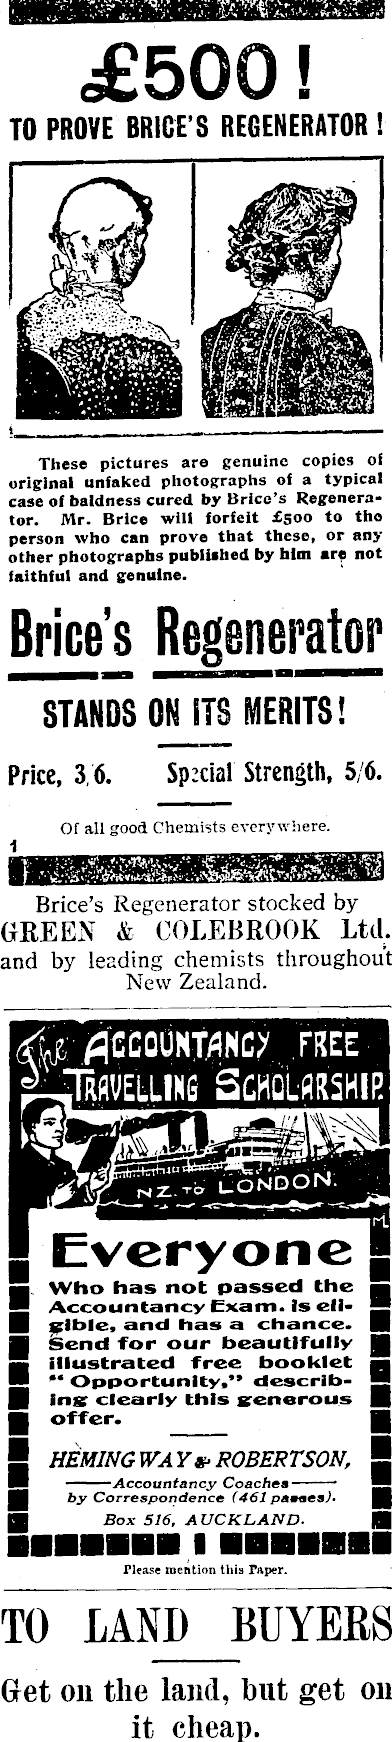 £500!
TO PROVE BRICE'S REGENERATOR!
These pictures are genuine copies of
original unfaked photographs of a typical
case of baldness cured by Brice's Regenera-
tor. Mr. Brice will forfeit £500 to the
person who can prove that these, or any
other photographs published by him are not
faithful and genuine.
Brice's Regenerator
STANDS ON ITS MERITS!
Price, 3/6. Special Strength, 5/6.
Of all good Chemists everywhere.
1
Brice's Regenerator stocked by
GREEN & COLEBROOK Ltd.
and by leading chemists throughout
New Zealand.
The ACCOUNTANCY FREE
TRAVELLING SCHOLARSHIP.
N.Z. TO LONDON.
M
Everyone
Who has not passed the
Accountancy Exam. is eli-
gible, and has a chance.
Send for our beautifully
illustrated free booklet
"Opportunity," describ-
ing clearly this generous
offer.
HEMINGWAY & ROBERTSON,
Accountancy Coaches
by Correspondence (461 passes).
Box 516, AUCKLAND.
Please mention this Paper.
TO LAND BUYERS
Get on the land, but get on
it cheap.